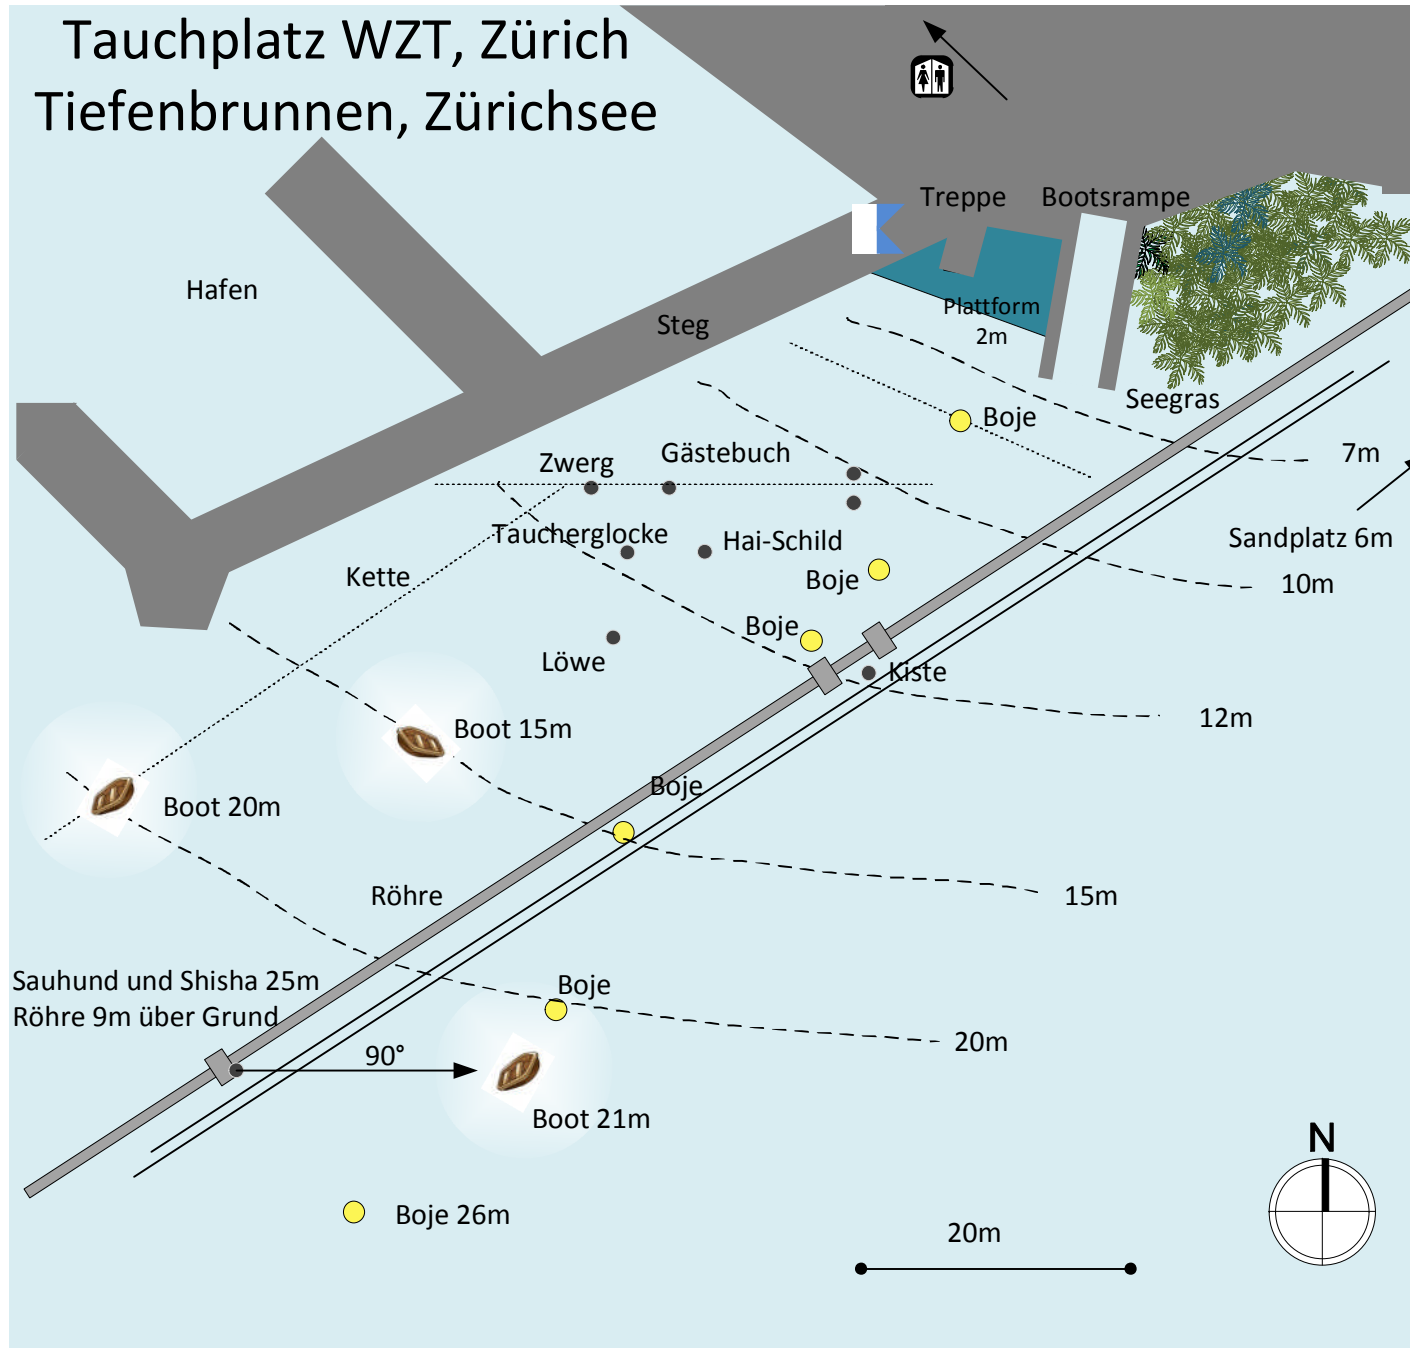 Tauchplatz WZT, Zürich
Tiefenbrunnen, Zürichsee
Treppe
Bootsrampe
Hafen
Steg
Plattform
2m
Seegras
Boje
7m
Zwerg
Gästebuch
Taucherglocke
Hai-Schild
Sandplatz 6m
Kette
Boje
10m
Boje
Löwe
Kiste
12m
Boot 15m
Boje
Boot 20m
Röhre
15m
Sauhund und Shisha 25m
Röhre 9m über Grund
Boje
20m
90°
Boot 21m
N
Boje 26m
20m